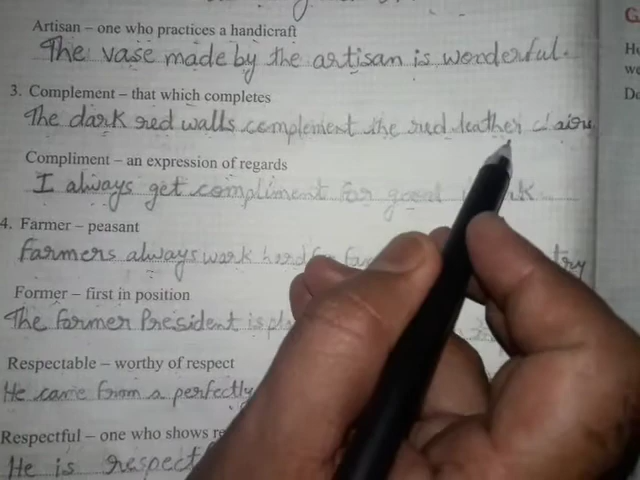 Artisan – one who practices a handicraft
The vase made by the artisan is wonderful.
3. Complement – that which completes
The dark red walls complement the red leather
Compliment – an expression of regards
I always get compliment for good
4. Farmer – peasant
Farmers always work hard for
Former – first in position
The Former President is
Respectable – worthy of respect
He came from a perfectly
Respectful – one who shows
He is